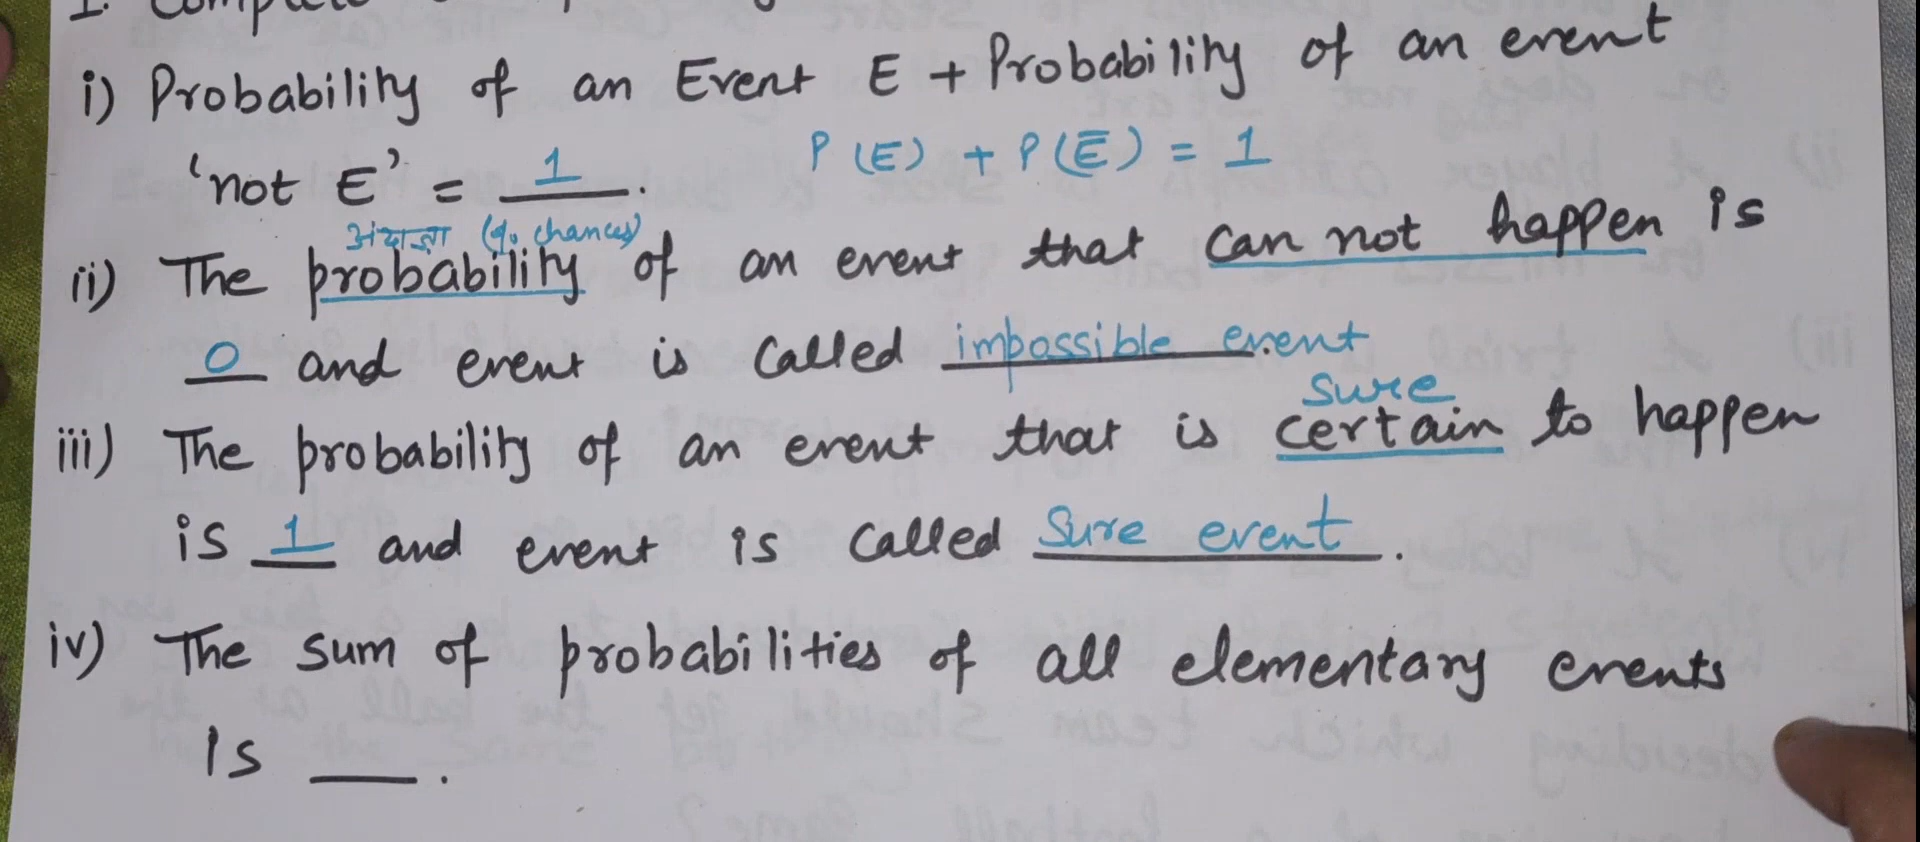 1. Complete
i) Probability of an Event E + Probability of an event
'not E' = 1. P(E) + P(E̅) = 1
अंदाजा (% chances)
ii) The probability of an event that can not happen is
0 and event is called impossible event
sure
iii) The probability of an event that is certain to happen
is 1 and event is called Sure event.
iv) The sum of probabilities of all elementary events
is ___.